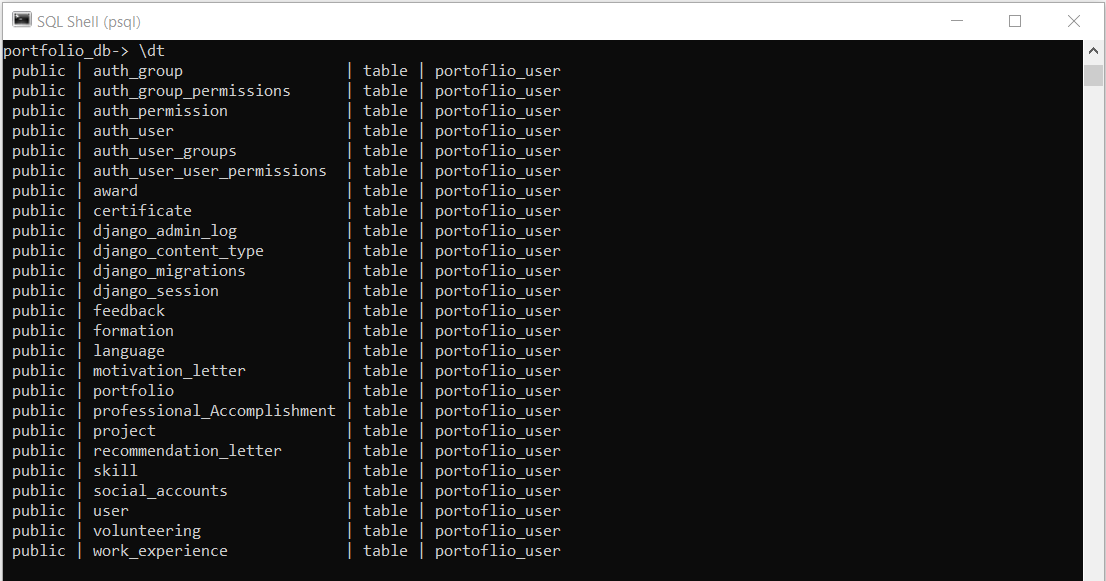 SQL Shell (psql)
portfolio_db-> \dt
public | auth_group | table | portoflio_user
public | auth_group_permissions | table | portoflio_user
public | auth_permission | table | portoflio_user
public | auth_user | table | portoflio_user
public | auth_user_groups | table | portoflio_user
public | auth_user_user_permissions | table | portoflio_user
public | award | table | portoflio_user
public | certificate | table | portoflio_user
public | django_admin_log | table | portoflio_user
public | django_content_type | table | portoflio_user
public | django_migrations | table | portoflio_user
public | django_session | table | portoflio_user
public | feedback | table | portoflio_user
public | formation | table | portoflio_user
public | language | table | portoflio_user
public | motivation_letter | table | portoflio_user
public | portfolio | table | portoflio_user
public | professional_Accomplishment | table | portoflio_user
public | project | table | portoflio_user
public | recommendation_letter | table | portoflio_user
public | skill | table | portoflio_user
public | social_accounts | table | portoflio_user
public | user | table | portoflio_user
public | volunteering | table | portoflio_user
public | work_experience | table | portoflio_user